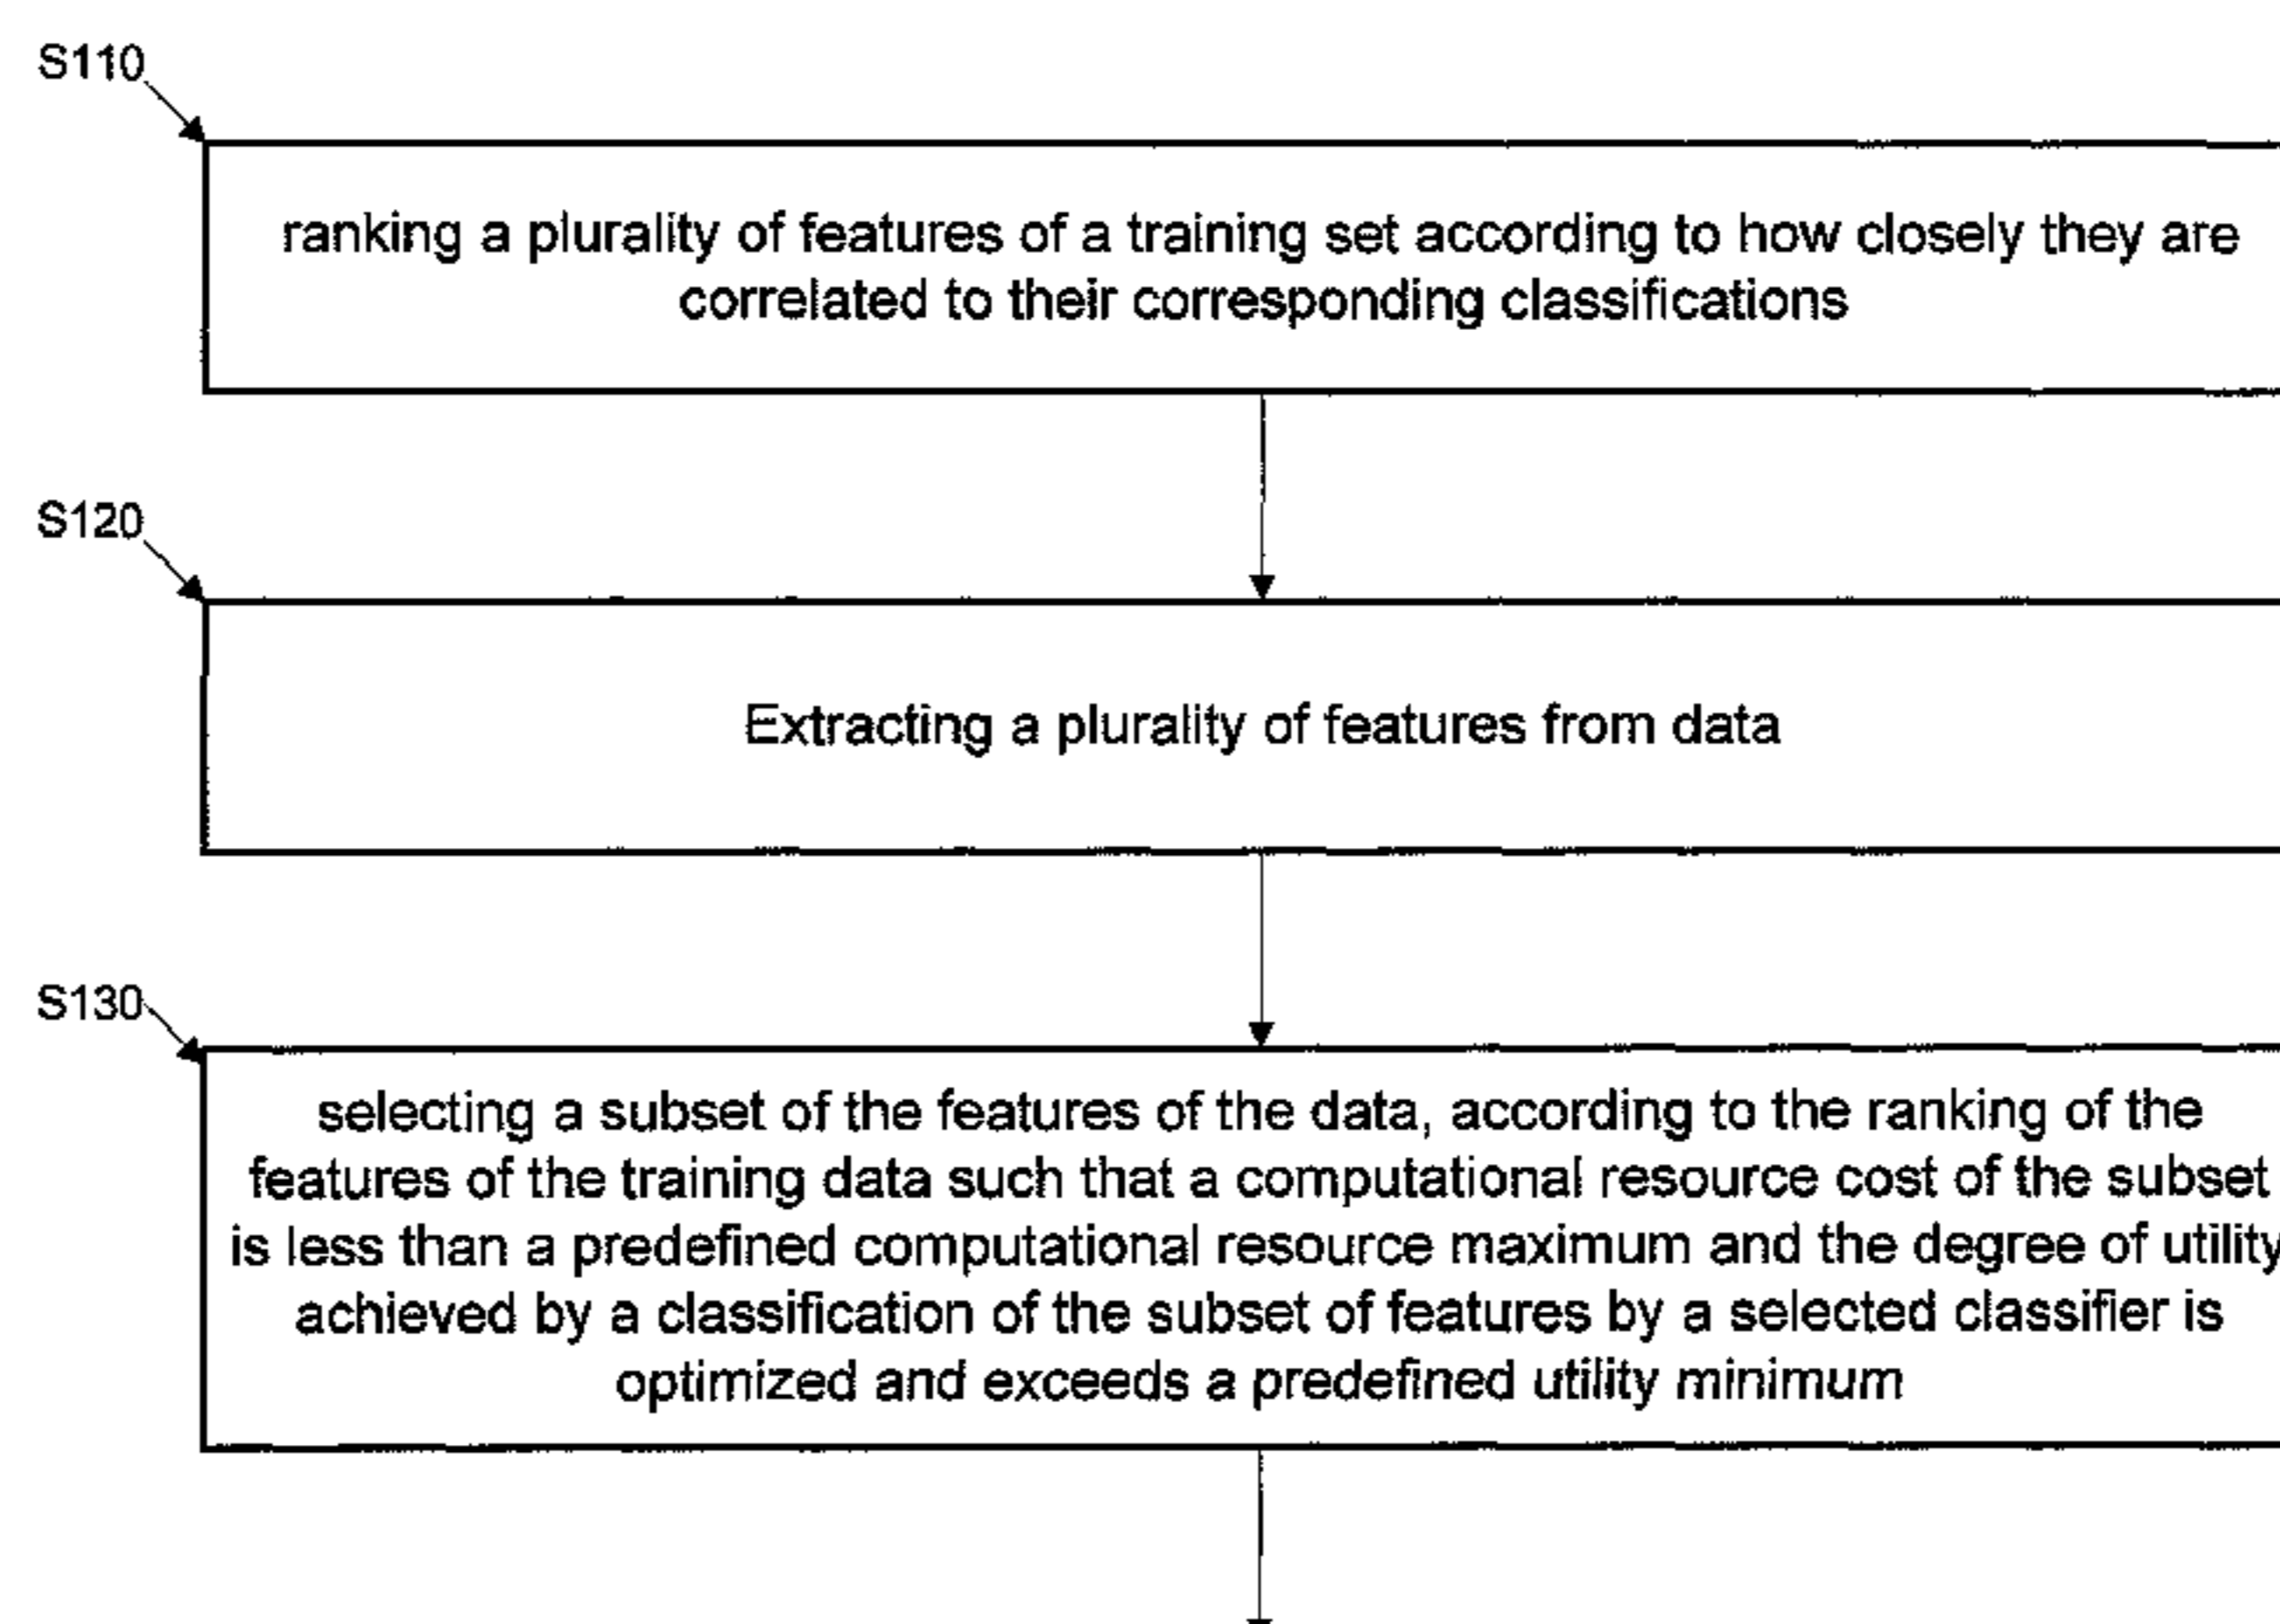 S110
ranking a plurality of features of a training set according to how closely they are
correlated to their corresponding classifications
S120
Extracting a plurality of features from data
S130
selecting a subset of the features of the data, according to the ranking of the
features of the training data such that a computational resource cost of the subset
is less than a predefined computational resource maximum and the degree of utility
achieved by a classification of the subset of features by a selected classifier is
optimized and exceeds a predefined utility minimum